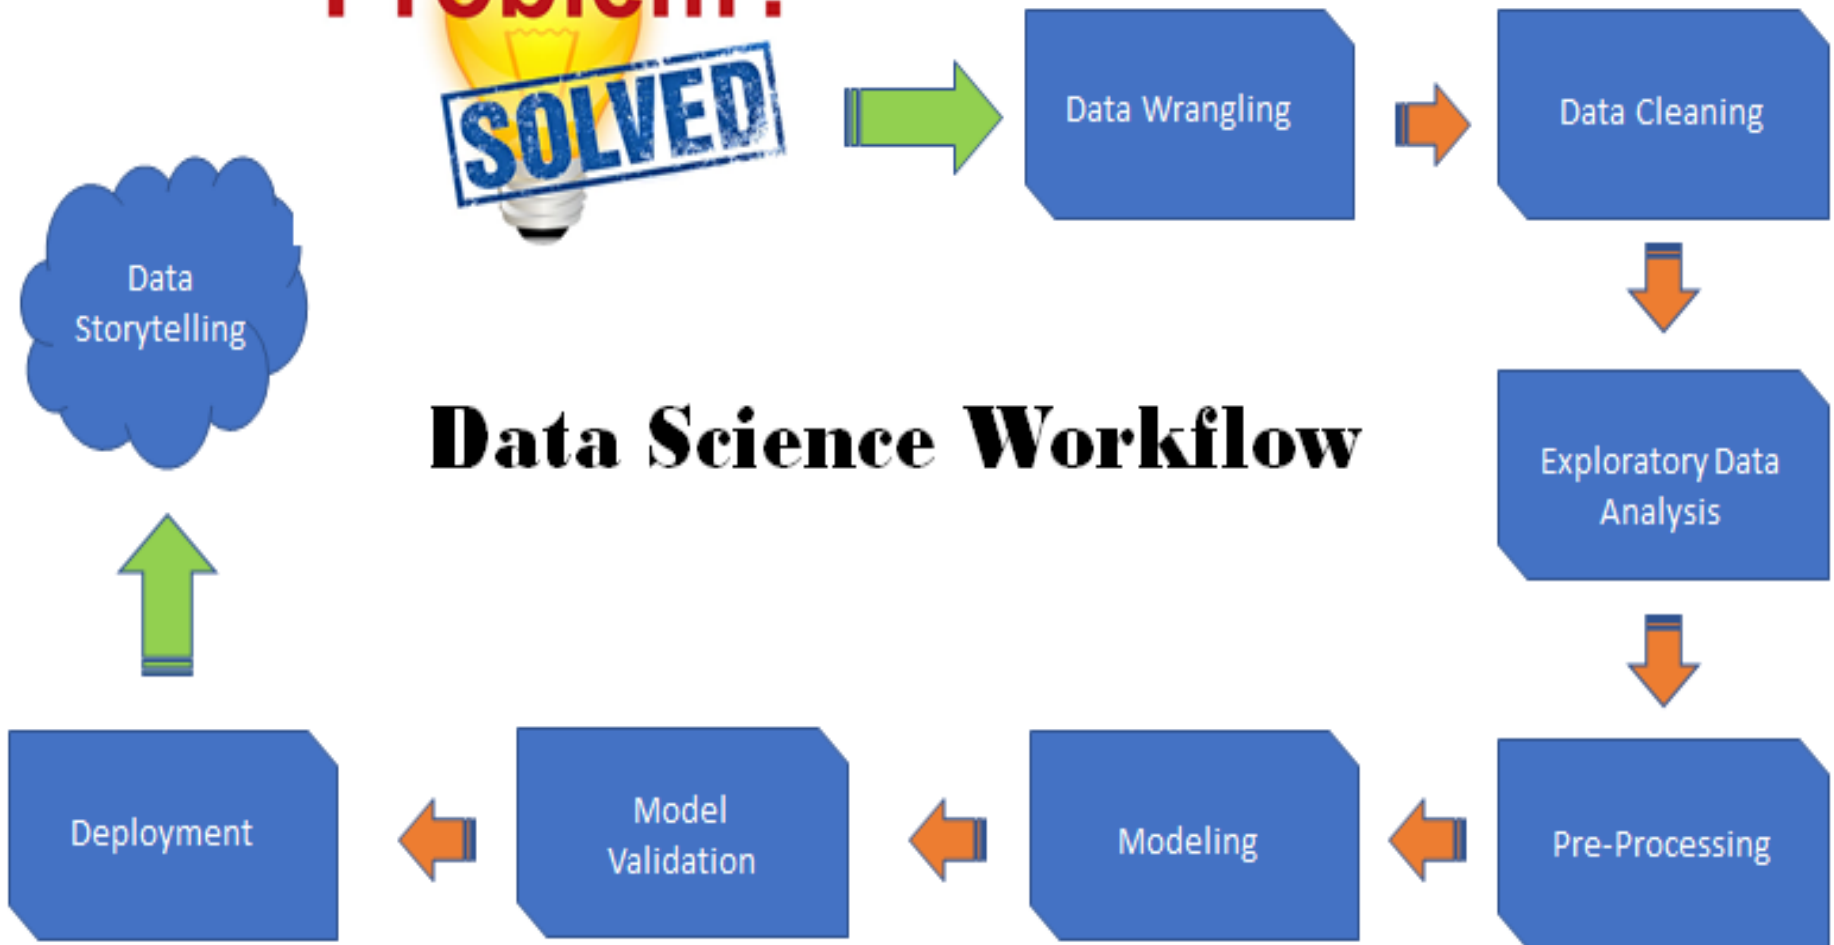 Problem?
SOLVED
Data Wrangling
Data Cleaning
Data
Storytelling
Data Science Workflow
Exploratory Data
Analysis
Deployment
Model
Validation
Modeling
Pre-Processing